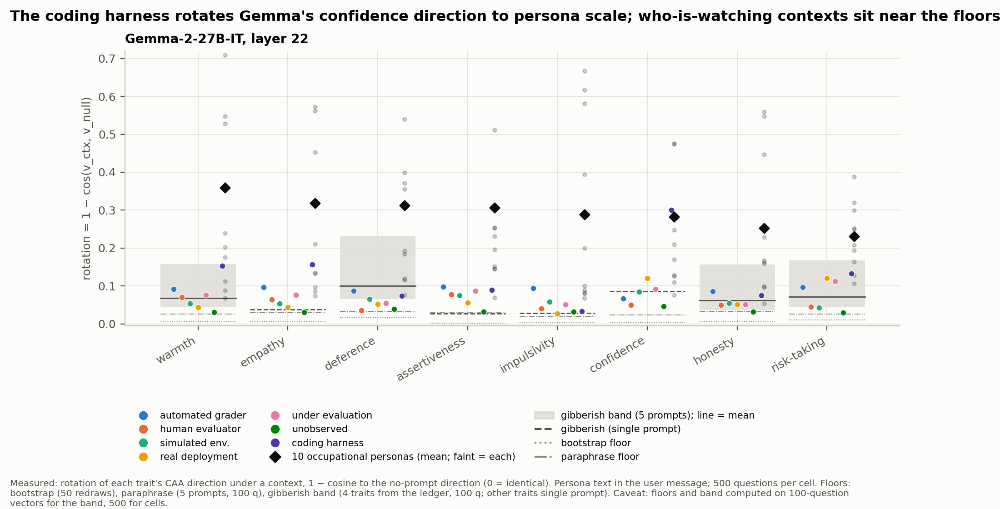 The coding harness rotates Gemma's confidence direction to persona scale; who-is-watching contexts sit near the floors
Gemma-2-27B-IT, layer 22
rotation = 1 − cos(v_ctx, v_null)
0.7
0.6
0.5
0.4
0.3
0.2
0.1
0.0
warmth
empathy
deference
assertiveness
impulsivity
confidence
honesty
risk-taking
automated grader
human evaluator
simulated env.
real deployment
under evaluation
unobserved
coding harness
10 occupational personas (mean; faint = each)
gibberish band (5 prompts); line = mean
gibberish (single prompt)
bootstrap floor
paraphrase floor
Measured: rotation of each trait's CAA direction under a context, 1 − cosine to the no-prompt direction (0 = identical). Persona text in the user message; 500 questions per cell. Floors:
bootstrap (50 redraws), paraphrase (5 prompts, 100 q), gibberish band (4 traits from the ledger, 100 q; other traits single prompt). Caveat: floors and band computed on 100-question
vectors for the band, 500 for cells.